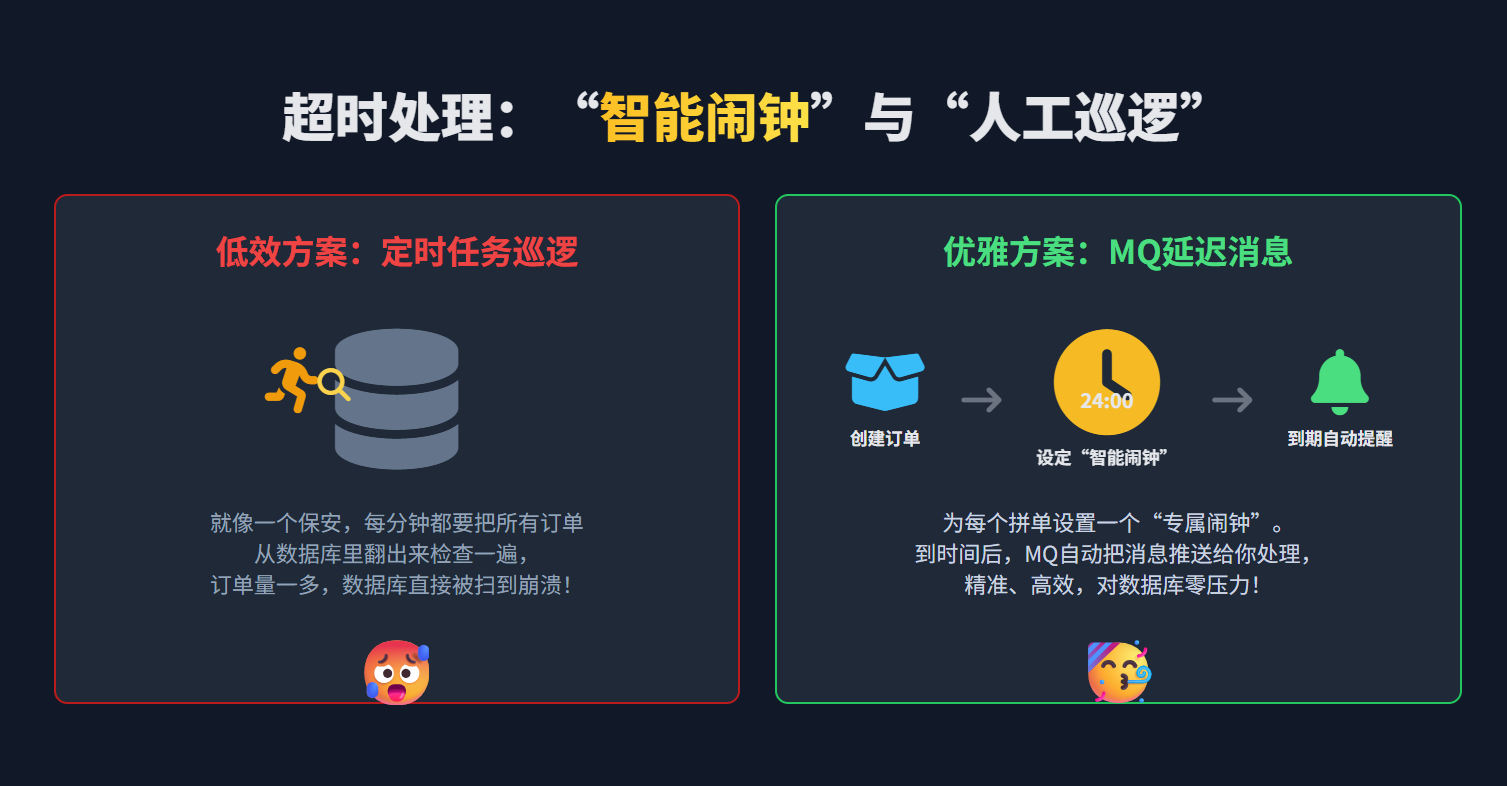 超时处理：“智能闹钟”与“人工巡逻”
低效方案：定时任务巡逻
就像一个保安，每分钟都要把所有订单
从数据库里翻出来检查一遍，
订单量一多，数据库直接被扫到崩溃！
优雅方案：MQ延迟消息
创建订单
24:00
设定“智能闹钟”
到期自动提醒
为每个拼单设置一个“专属闹钟”。
到时间后，MQ自动把消息推送给你处理，
精准、高效，对数据库零压力！